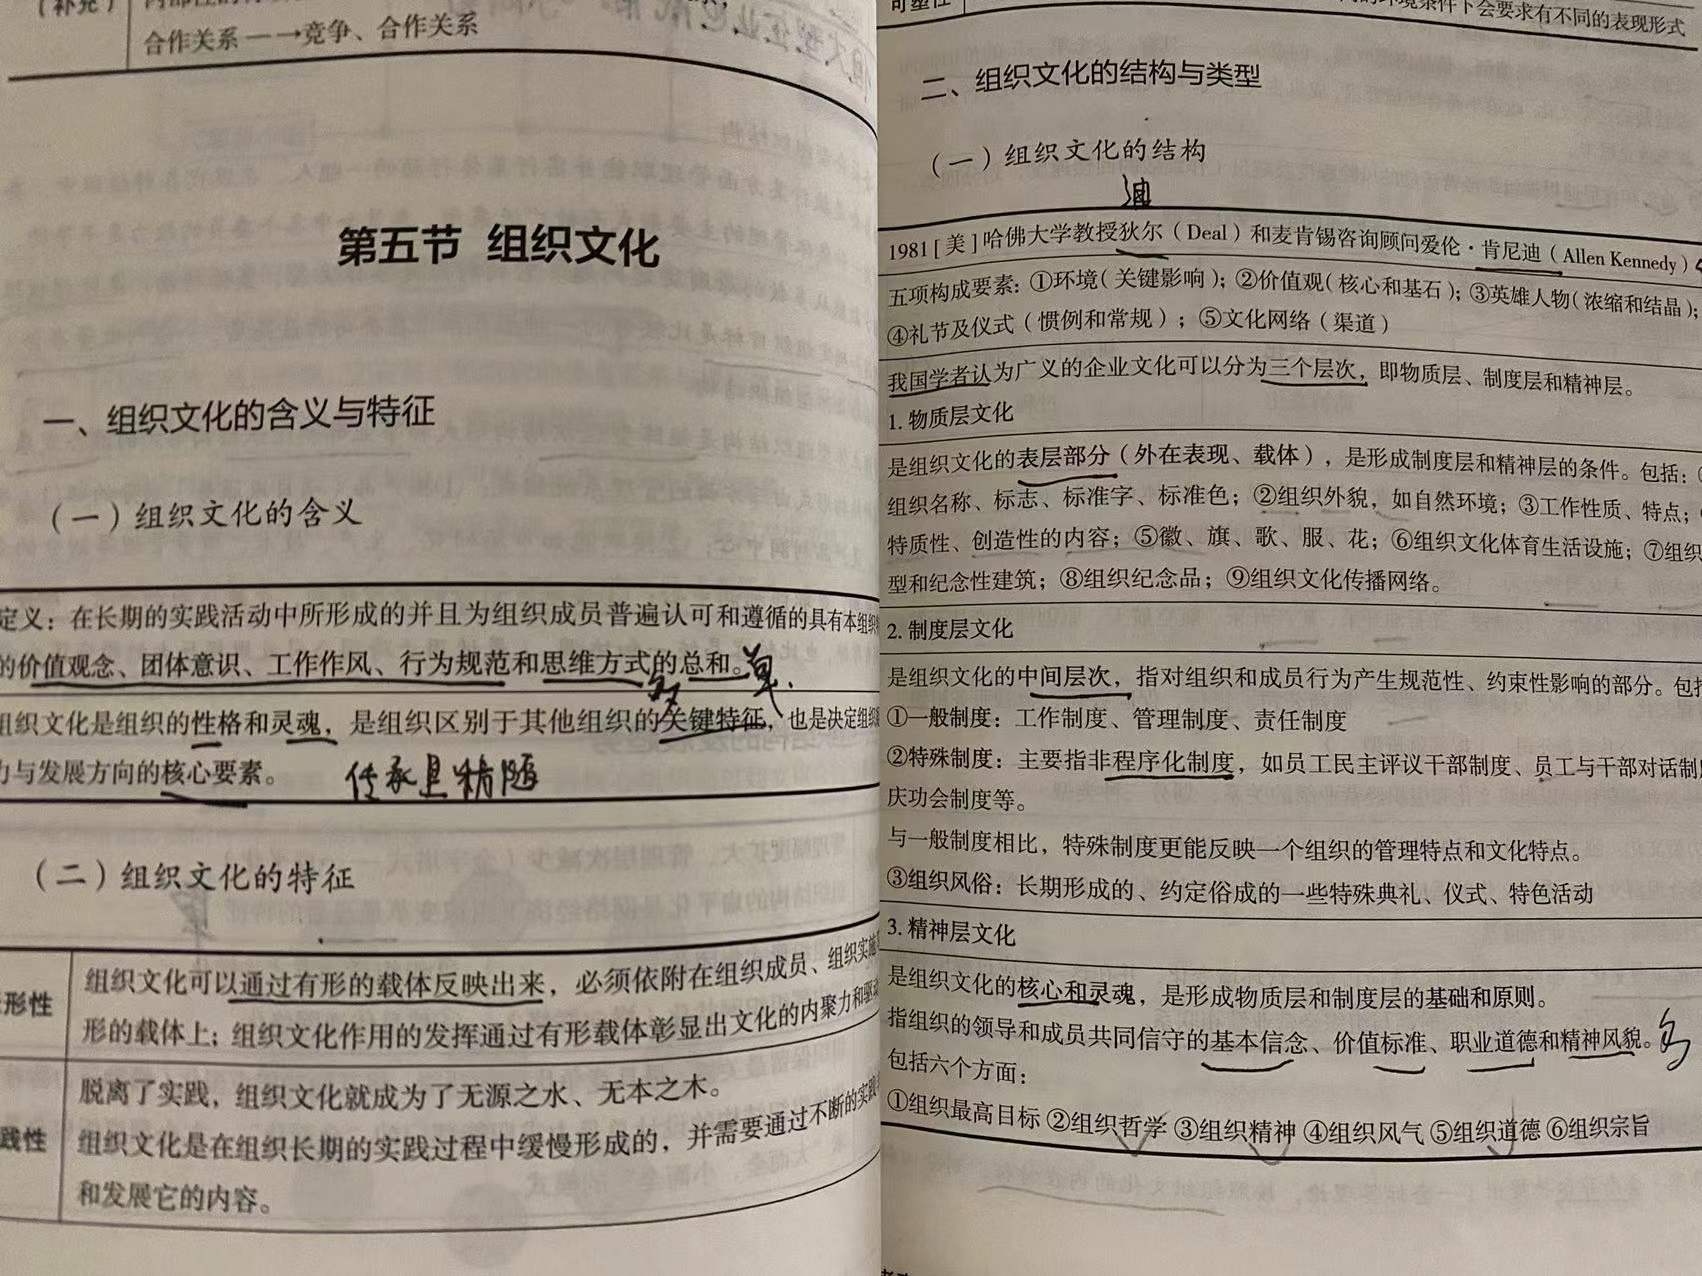 （补充）
合作关系—→竞争、合作关系
第五节 组织文化
一、组织文化的含义与特征
（一）组织文化的含义
定义：在长期的实践活动中所形成的并且为组织成员普遍认可和遵循的具有本组织
的价值观念、团体意识、工作作风、行为规范和思维方式的总和。单.
多
组织文化是组织的性格和灵魂，是组织区别于其他组织的关键特征，也是决定组织
力与发展方向的核心要素。
传承且精随
（二）组织文化的特征
形性
组织文化可以通过有形的载体反映出来，必须依附在组织成员、组织实施
形的载体上；组织文化作用的发挥通过有形载体彰显出文化的内聚力和驱
践性
脱离了实践，组织文化就成为了无源之水、无本之木。
组织文化是在组织长期的实践过程中缓慢形成的，并需要通过不断的实践
和发展它的内容。
可塑性
的环境条件下会要求有不同的表现形式
二、组织文化的结构与类型
（一）组织文化的结构
迪
1981［美］哈佛大学教授狄尔（Deal）和麦肯锡咨询顾问爱伦·肯尼迪（Allen Kennedy）
五项构成要素：①环境（关键影响）；②价值观（核心和基石）；③英雄人物（浓缩和结晶）；
④礼节及仪式（惯例和常规）；⑤文化网络（渠道）
我国学者认为广义的企业文化可以分为三个层次，即物质层、制度层和精神层。
1.物质层文化
是组织文化的表层部分（外在表现、载体），是形成制度层和精神层的条件。包括：
组织名称、标志、标准字、标准色；②组织外貌，如自然环境；③工作性质、特点；
特质性、创造性的内容；⑤徽、旗、歌、服、花；⑥组织文化体育生活设施；⑦组织
型和纪念性建筑；⑧组织纪念品；⑨组织文化传播网络。
2.制度层文化
是组织文化的中间层次，指对组织和成员行为产生规范性、约束性影响的部分。包括
①一般制度：工作制度、管理制度、责任制度
②特殊制度：主要指非程序化制度，如员工民主评议干部制度、员工与干部对话制
庆功会制度等。
与一般制度相比，特殊制度更能反映一个组织的管理特点和文化特点。
③组织风俗：长期形成的、约定俗成的一些特殊典礼、仪式、特色活动
3.精神层文化
是组织文化的核心和灵魂，是形成物质层和制度层的基础和原则。
指组织的领导和成员共同信守的基本信念、价值标准、职业道德和精神风貌。多
包括六个方面：
①组织最高目标 ②组织哲学 ③组织精神 ④组织风气 ⑤组织道德 ⑥组织宗旨